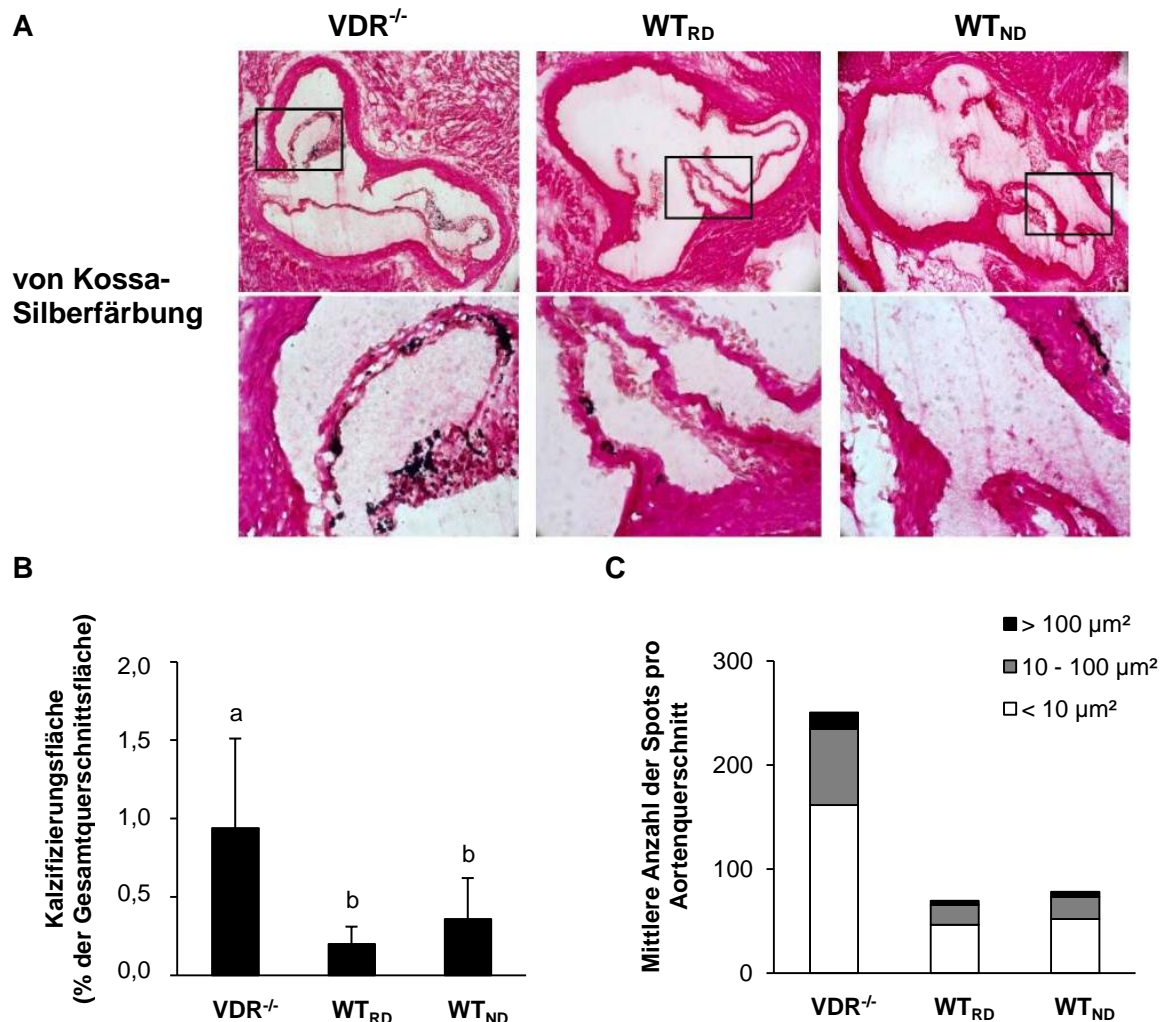 A
VDR-/-
WTRD
WTND
von Kossa-
Silberfärbung
B
Kalzifizierungsfläche
(% der Gesamtquerschnittsfläche)
2,0
1,5
1,0
0,5
0,0
a
b
b
VDR-/-
WTRD
WTND
C
Mittlere Anzahl der Spots pro
Aortenquerschnitt
300
200
100
0
> 100 µm²
10 - 100 µm²
< 10 µm²
VDR-/-
WTRD
WTND